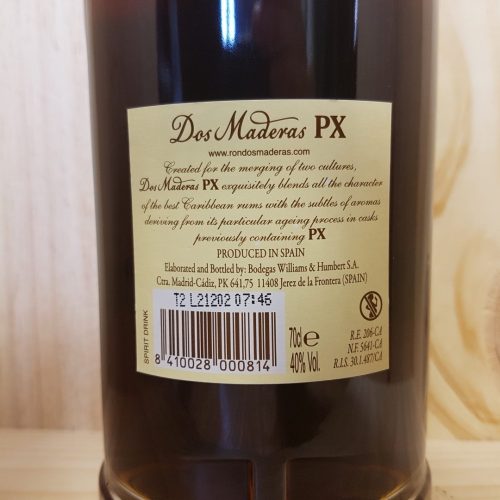 Dos Maderas PX
www.rondosmaderas.com
Created for the merging of two cultures,
Dos Maderas PX exquisitely blends all the character
of the best Caribbean rums with the subtles of aromas
deriving from its particular ageing process in casks
previously containing PX
PRODUCED IN SPAIN
Elaborated and Bottled by: Bodegas Williams & Humbert S.A.
Ctra. Madrid-Cádiz, PK 641,75 11408 Jerez de la Frontera (SPAIN)
T2 L21202 07:46
SPIRIT DRINK
8 410028 000814
70cl e
40% Vol.
R.E. 206-CA
N.F. 5641-CA
R.I.S. 30.1.487/CA